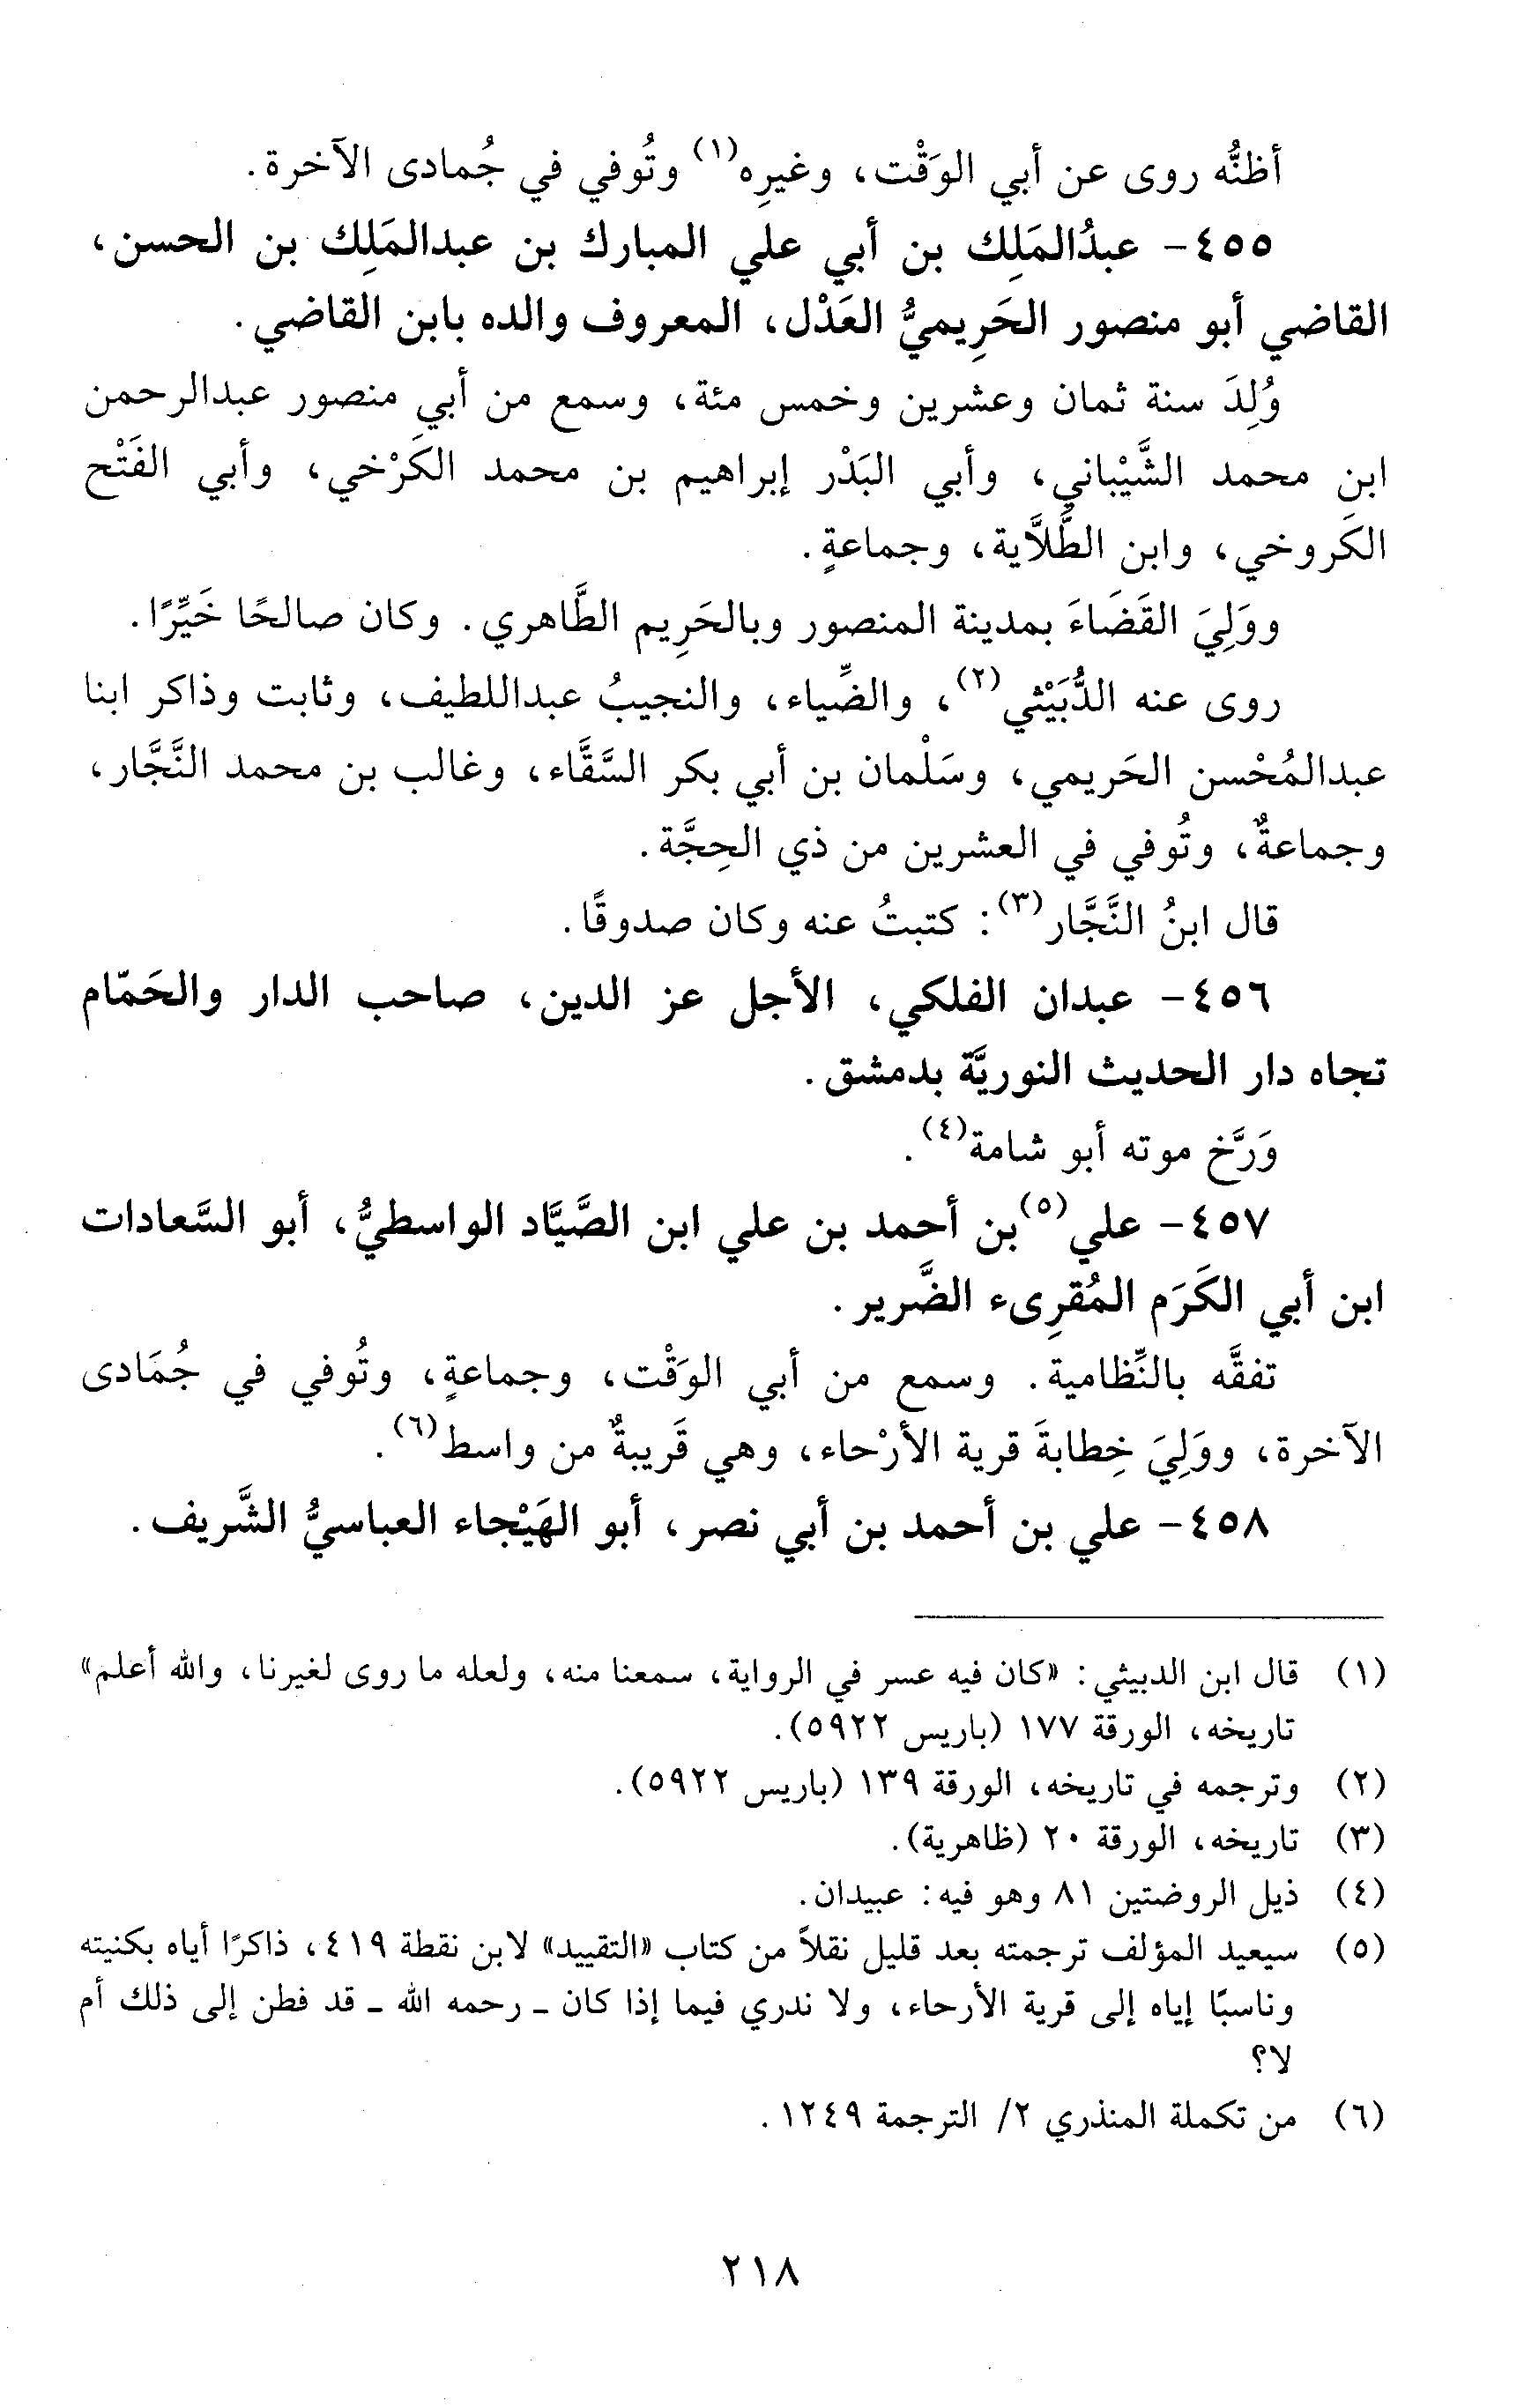 أظنُّه روى عن أبي الوَقْت، وغيرِه(١) وتُوفي في جُمادى الآخرة.
٤٥٥- عبدُالمَلِك بن أبي علي المبارك بن عبدالمَلِك بن الحسن،
القاضي أبو منصور الحَرِيميُّ العَدْل، المعروف والده بابن القاضي.
وُلِدَ سنة ثمان وعشرين وخمس مئة، وسمع من أبي منصور عبدالرحمن
ابن محمد الشَّيْباني، وأبي البَدْر إبراهيم بن محمد الكَرْخي، وأبي الفَتْح
الكَروخي، وابن الطَّلَّاية، وجماعةٍ.
ووَلِيَ القَضَاءَ بمدينة المنصور وبالحَرِيم الطَّاهري. وكان صالحًا خَيِّرًا.
روى عنه الدُّبَيْثي(٢)، والضِّياء، والنجيبُ عبداللطيف، وثابت وذاكر ابنا
عبدالمُحْسن الحَريمي، وسَلْمان بن أبي بكر السَّقَّاء، وغالب بن محمد النَّجَّار،
وجماعةٌ، وتُوفي في العشرين من ذي الحِجَّة.
قال ابنُ النَّجَّار(٣): كتبتُ عنه وكان صدوقًا.
٤٥٦- عبدان الفلكي، الأجل عز الدين، صاحب الدار والحَمّام
تجاه دار الحديث النوريَّة بدمشق.
وَرَّخ موته أبو شامة(٤).
٤٥٧- علي(٥) بن أحمد بن علي ابن الصَّيَّاد الواسطيُّ، أبو السَّعادات
ابن أبي الكَرَم المُقرِىء الضَّرير.
تفقَّه بالنِّظامية. وسمع من أبي الوَقْت، وجماعةٍ، وتُوفي في جُمَادى
الآخرة، ووَلِيَ خِطابةَ قرية الأرْحاء، وهي قَريبةٌ من واسط(٦).
٤٥٨- علي بن أحمد بن أبي نصر، أبو الهَيْجاء العباسيُّ الشَّريف.
(١) قال ابن الدبيثي: «كان فيه عسر في الرواية، سمعنا منه، ولعله ما روى لغيرنا، والله أعلم»
تاريخه، الورقة ١٧٧ (باريس ٥٩٢٢).
(٢) وترجمه في تاريخه، الورقة ١٣٩ (باريس ٥٩٢٢).
(٣) تاريخه، الورقة ٢٠ (ظاهرية).
(٤) ذيل الروضتين ٨١ وهو فيه: عبيدان.
(٥) سيعيد المؤلف ترجمته بعد قليل نقلاً من كتاب «التقييد» لابن نقطة ٤١٩، ذاكرًا أياه بكنيته
وناسبًا إياه إلى قرية الأرحاء، ولا ندري فيما إذا كان ـ رحمه الله ـ قد فطن إلى ذلك أم
لا؟
(٦) من تكملة المنذري ٢/ الترجمة ١٢٤٩.
٢١٨